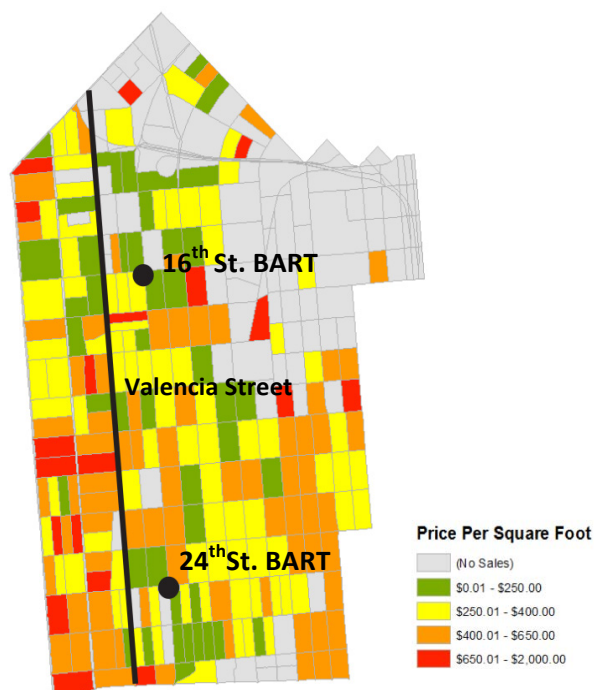 16th St. BART
Valencia Street
24th St. BART
Price Per Square Foot
(No Sales)
$0.01 - $250.00
$250.01 - $400.00
$400.01 - $650.00
$650.01 - $2,000.00